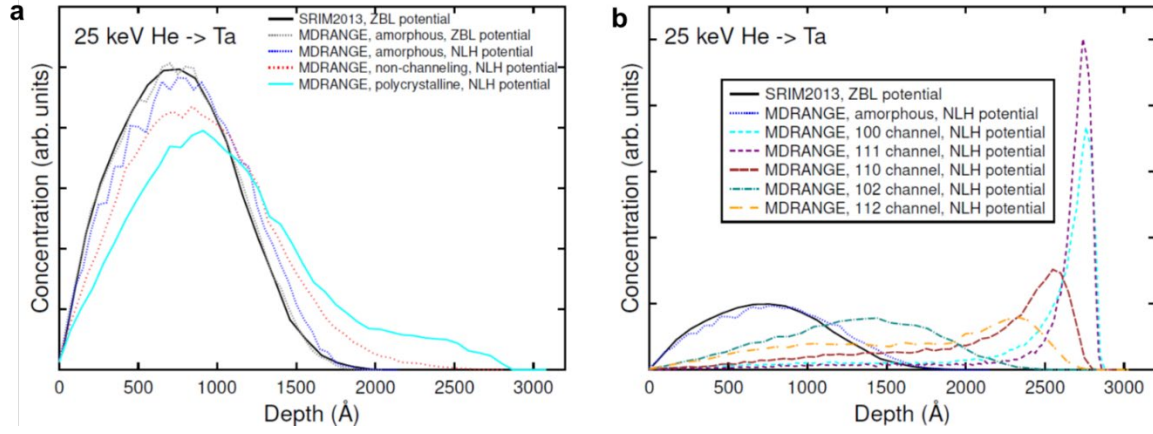 a
25 keV He -> Ta
SRIM2013, ZBL potential
MDRANGE, amorphous, ZBL potential
MDRANGE, amorphous, NLH potential
MDRANGE, non-channeling, NLH potential
MDRANGE, polycrystalline, NLH potential
Concentration (arb. units)
0 500 1000 1500 2000 2500 3000
Depth (Å)
b
25 keV He -> Ta
SRIM2013, ZBL potential
MDRANGE, amorphous, NLH potential
MDRANGE, 100 channel, NLH potential
MDRANGE, 111 channel, NLH potential
MDRANGE, 110 channel, NLH potential
MDRANGE, 102 channel, NLH potential
MDRANGE, 112 channel, NLH potential
Concentration (arb. units)
0 500 1000 1500 2000 2500 3000
Depth (Å)